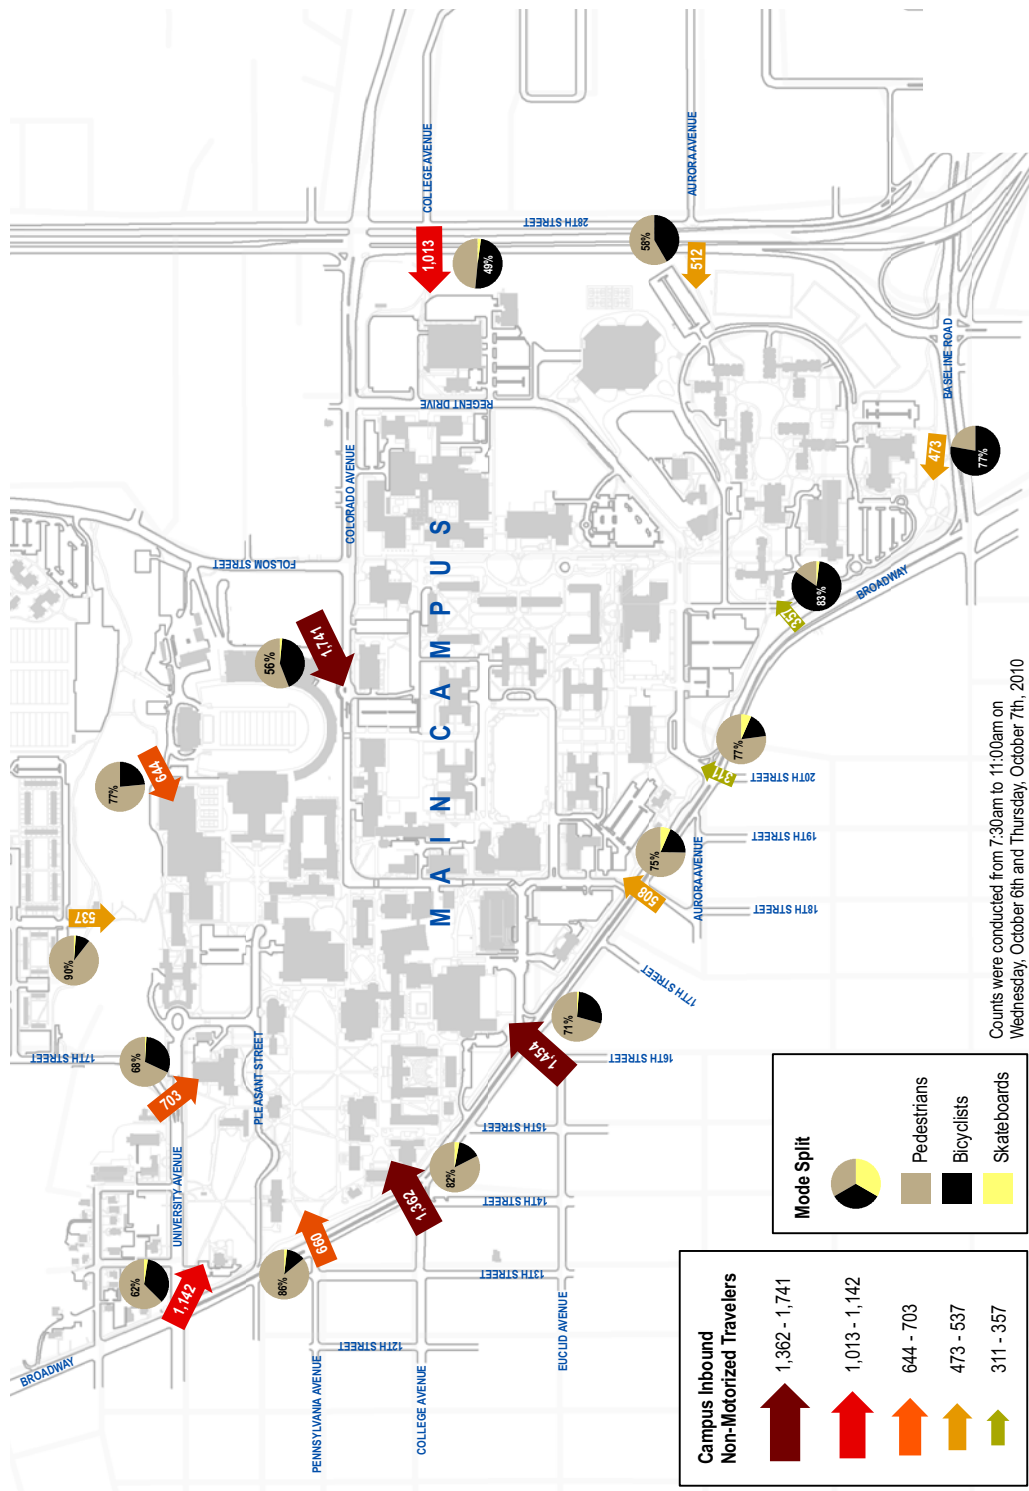 BROADWAY
UNIVERSITY AVENUE
17TH STREET
PLEASANT STREET
FOLSOM STREET
COLORADO AVENUE
REGENT DRIVE
COLLEGE AVENUE
28TH STREET
AURORA AVENUE
BASELINE ROAD
BROADWAY
MAIN CAMPUS
20TH STREET
19TH STREET
AURORA AVENUE
18TH STREET
17TH STREET
16TH STREET
15TH STREET
14TH STREET
13TH STREET
12TH STREET
PENNSYLVANIA AVENUE
COLLEGE AVENUE
EUCLID AVENUE
62%
1,142
68%
703
90%
537
77%
644
56%
1,741
1,013
49%
58%
512
473
77%
357
83%
311
77%
508
75%
1,454
71%
1,362
82%
660
86%
Campus Inbound
Non-Motorized Travelers
1,362 - 1,741
1,013 - 1,142
644 - 703
473 - 537
311 - 357
Mode Split
Pedestrians
Bicyclists
Skateboards
Counts were conducted from 7:30am to 11:00am on
Wednesday, October 6th and Thursday, October 7th, 2010